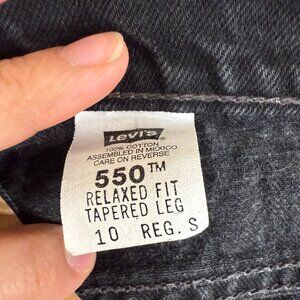 Levi's
100% COTTON
ASSEMBLED IN MEXICO
CARE ON REVERSE
550™
RELAXED FIT
TAPERED LEG
10 REG. S